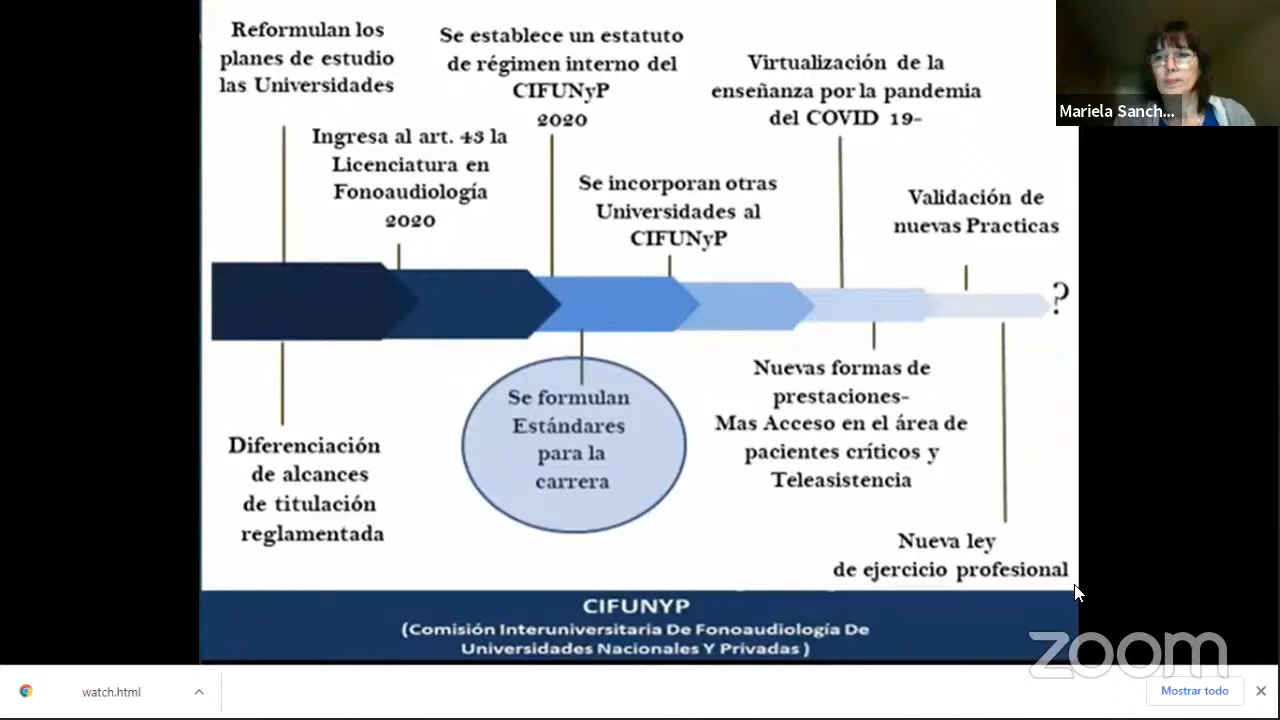 Reformulan los
planes de estudio
las Universidades
Se establece un estatuto
de régimen interno del
CIFUNyP
2020
Virtualización de la
enseñanza por la pandemia
del COVID 19-
Mariela Sanch...
Ingresa al art. 43 la
Licenciatura en
Fonoaudiología
2020
Se incorporan otras
Universidades al
CIFUNyP
Validación de
nuevas Practicas
?
Diferenciación
de alcances
de titulación
reglamentada
Se formulan
Estándares
para la
carrera
Nuevas formas de
prestaciones-
Mas Acceso en el área de
pacientes críticos y
Teleasistencia
Nueva ley
de ejercicio profesional
CIFUNYP
(Comisión Interuniversitaria De Fonoaudiología De
Universidades Nacionales Y Privadas )
zoom
watch.html
Mostrar todo